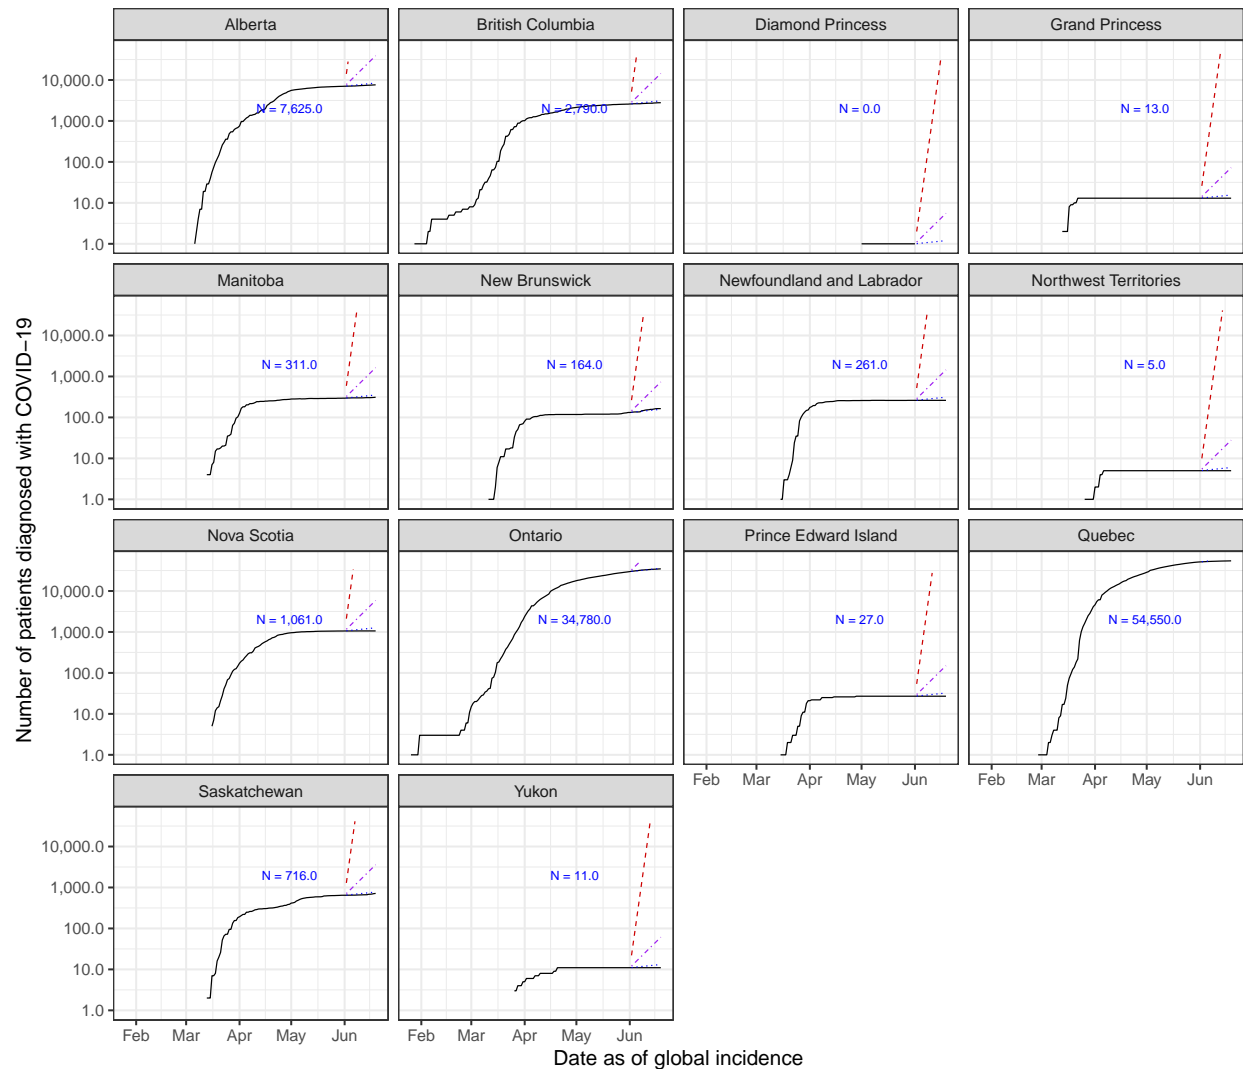 Alberta
British Columbia
Diamond Princess
Grand Princess
10,000.0
1,000.0
100.0
10.0
1.0
N = 7,625.0
N = 2,790.0
N = 0.0
N = 13.0
Manitoba
New Brunswick
Newfoundland and Labrador
Northwest Territories
10,000.0
1,000.0
100.0
10.0
1.0
N = 311.0
N = 164.0
N = 261.0
N = 5.0
Number of patients diagnosed with COVID−19
Nova Scotia
Ontario
Prince Edward Island
Quebec
10,000.0
1,000.0
100.0
10.0
1.0
N = 1,061.0
N = 34,780.0
N = 27.0
N = 54,550.0
Feb Mar Apr May Jun
Feb Mar Apr May Jun
Saskatchewan
Yukon
10,000.0
1,000.0
100.0
10.0
1.0
N = 716.0
N = 11.0
Feb Mar Apr May Jun
Feb Mar Apr May Jun
Date as of global incidence